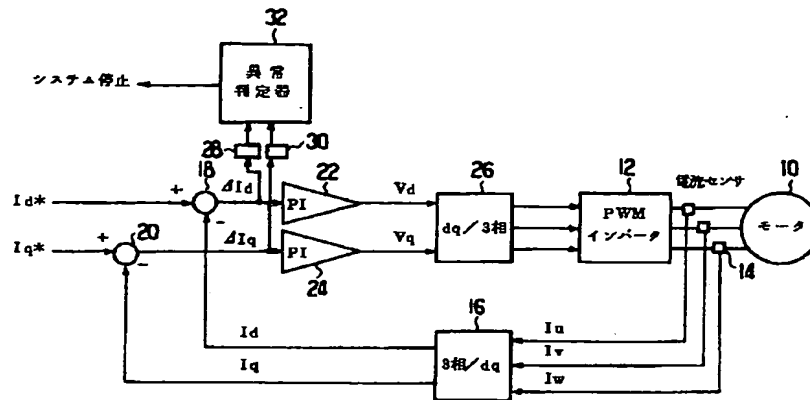 32
システム停止
異常
判定器
28
30
18
22
26
12
電流センサ
10
Id*
+
-
ΔId
PI
Vd
dq/3相
PWM
インバータ
モータ
Iq*
+
-
20
ΔIq
PI
Vq
24
14
16
Id
Iq
3相/dq
Iu
Iv
Iw